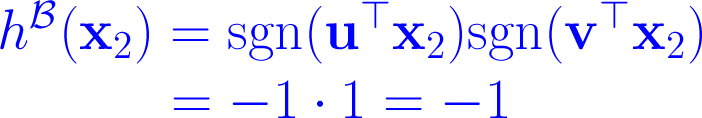 h^ℬ(𝐱₂) = sgn(𝐮^⊤𝐱₂)sgn(𝐯^⊤𝐱₂)
= −1 · 1 = −1